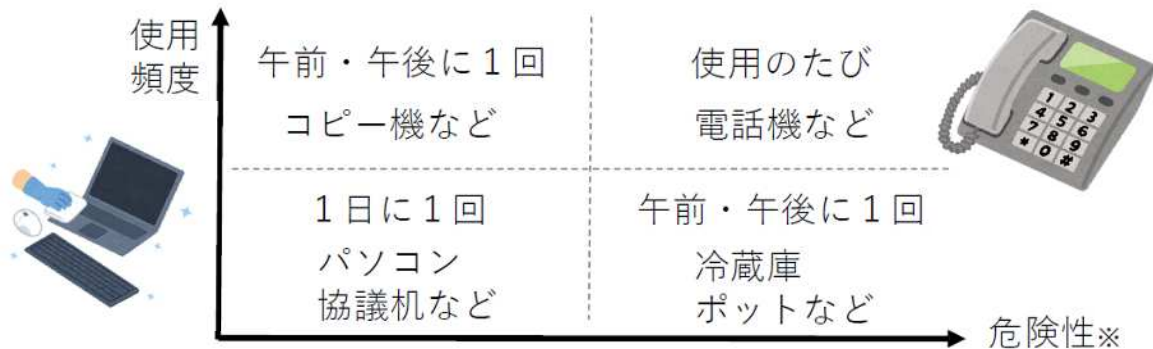 使用
頻度
午前・午後に１回
コピー機など
使用のたび
電話機など
1 2 3
4 5 6
7 8 9
* 0 #
１日に１回
パソコン
協議机など
午前・午後に１回
冷蔵庫
ポットなど
危険性※